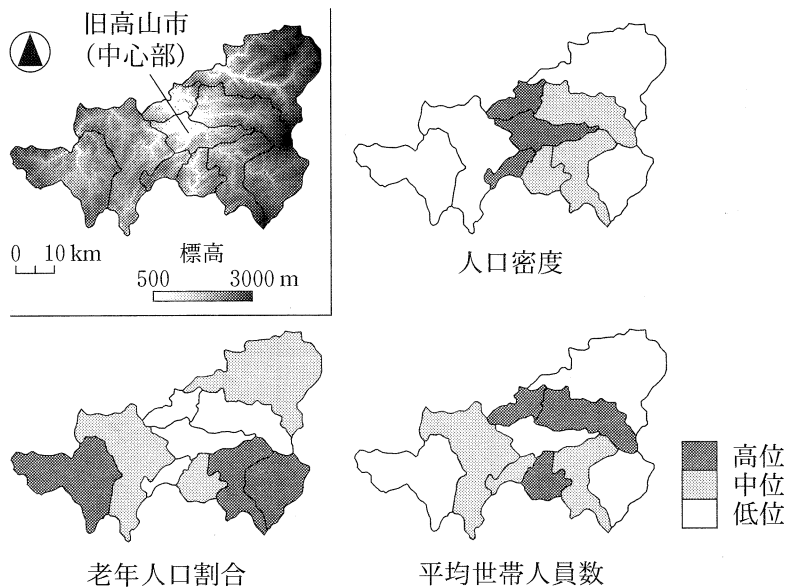 旧高山市
(中心部)
0 10 km
標高
500 3000 m
人口密度
老年人口割合
平均世帯人員数
高位
中位
低位